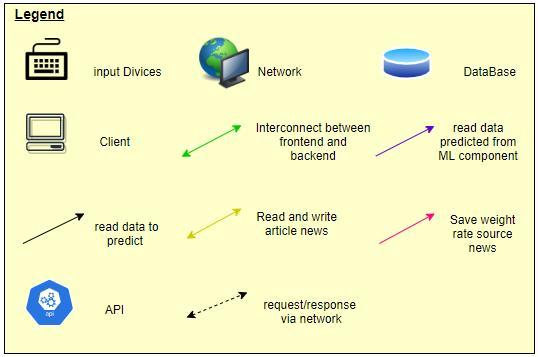 Legend
input Divices
Network
DataBase
Client
Interconnect between
frontend and
backend
read data
predicted from
ML component
read data to
predict
Read and write
article news
Save weight
rate source
news
api
API
request/response
via network